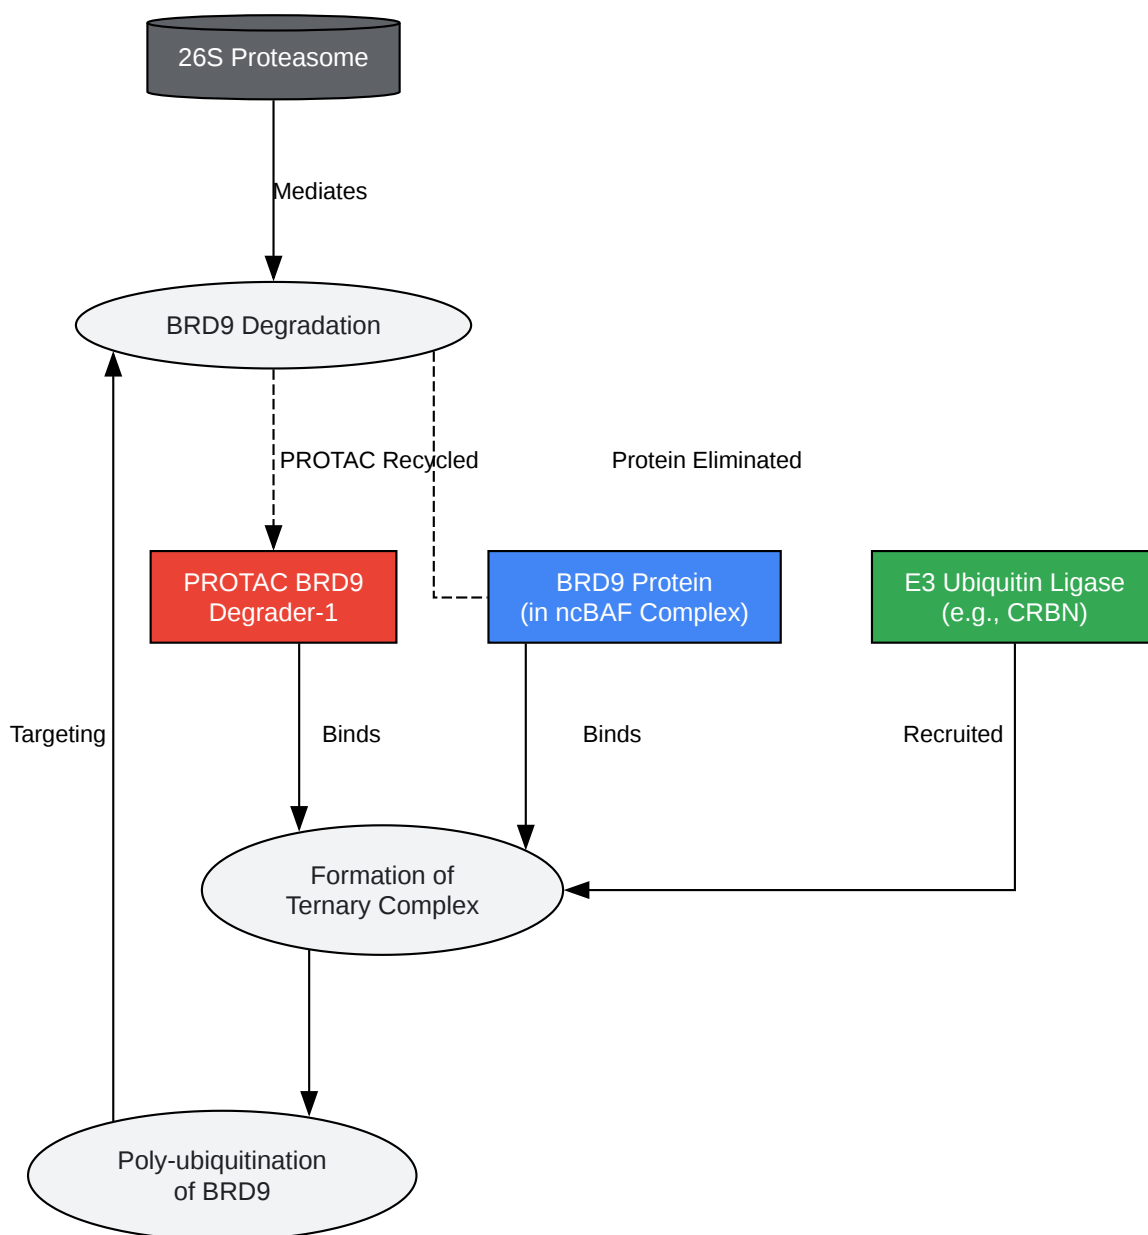 26S Proteasome
Mediates
BRD9 Degradation
PROTAC Recycled
Protein Eliminated
PROTAC BRD9
Degrader-1
BRD9 Protein
(in ncBAF Complex)
E3 Ubiquitin Ligase
(e.g., CRBN)
Targeting
Binds
Binds
Recruited
Formation of
Ternary Complex
Poly-ubiquitination
of BRD9